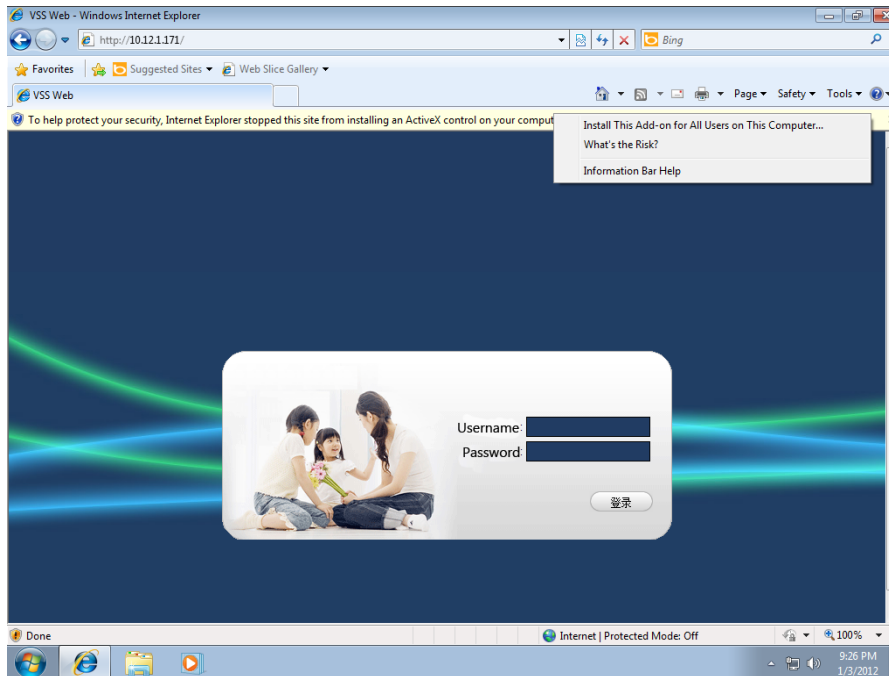 VSS Web - Windows Internet Explorer
http://10.12.1.171/
Bing
Favorites Suggested Sites Web Slice Gallery
VSS Web
Page Safety Tools
To help protect your security, Internet Explorer stopped this site from installing an ActiveX control on your
Install This Add-on for All Users on This Computer...
What's the Risk?
Information Bar Help
Username:
Password:
登录
Done
Internet | Protected Mode: Off
100%
9:26 PM
1/3/2012